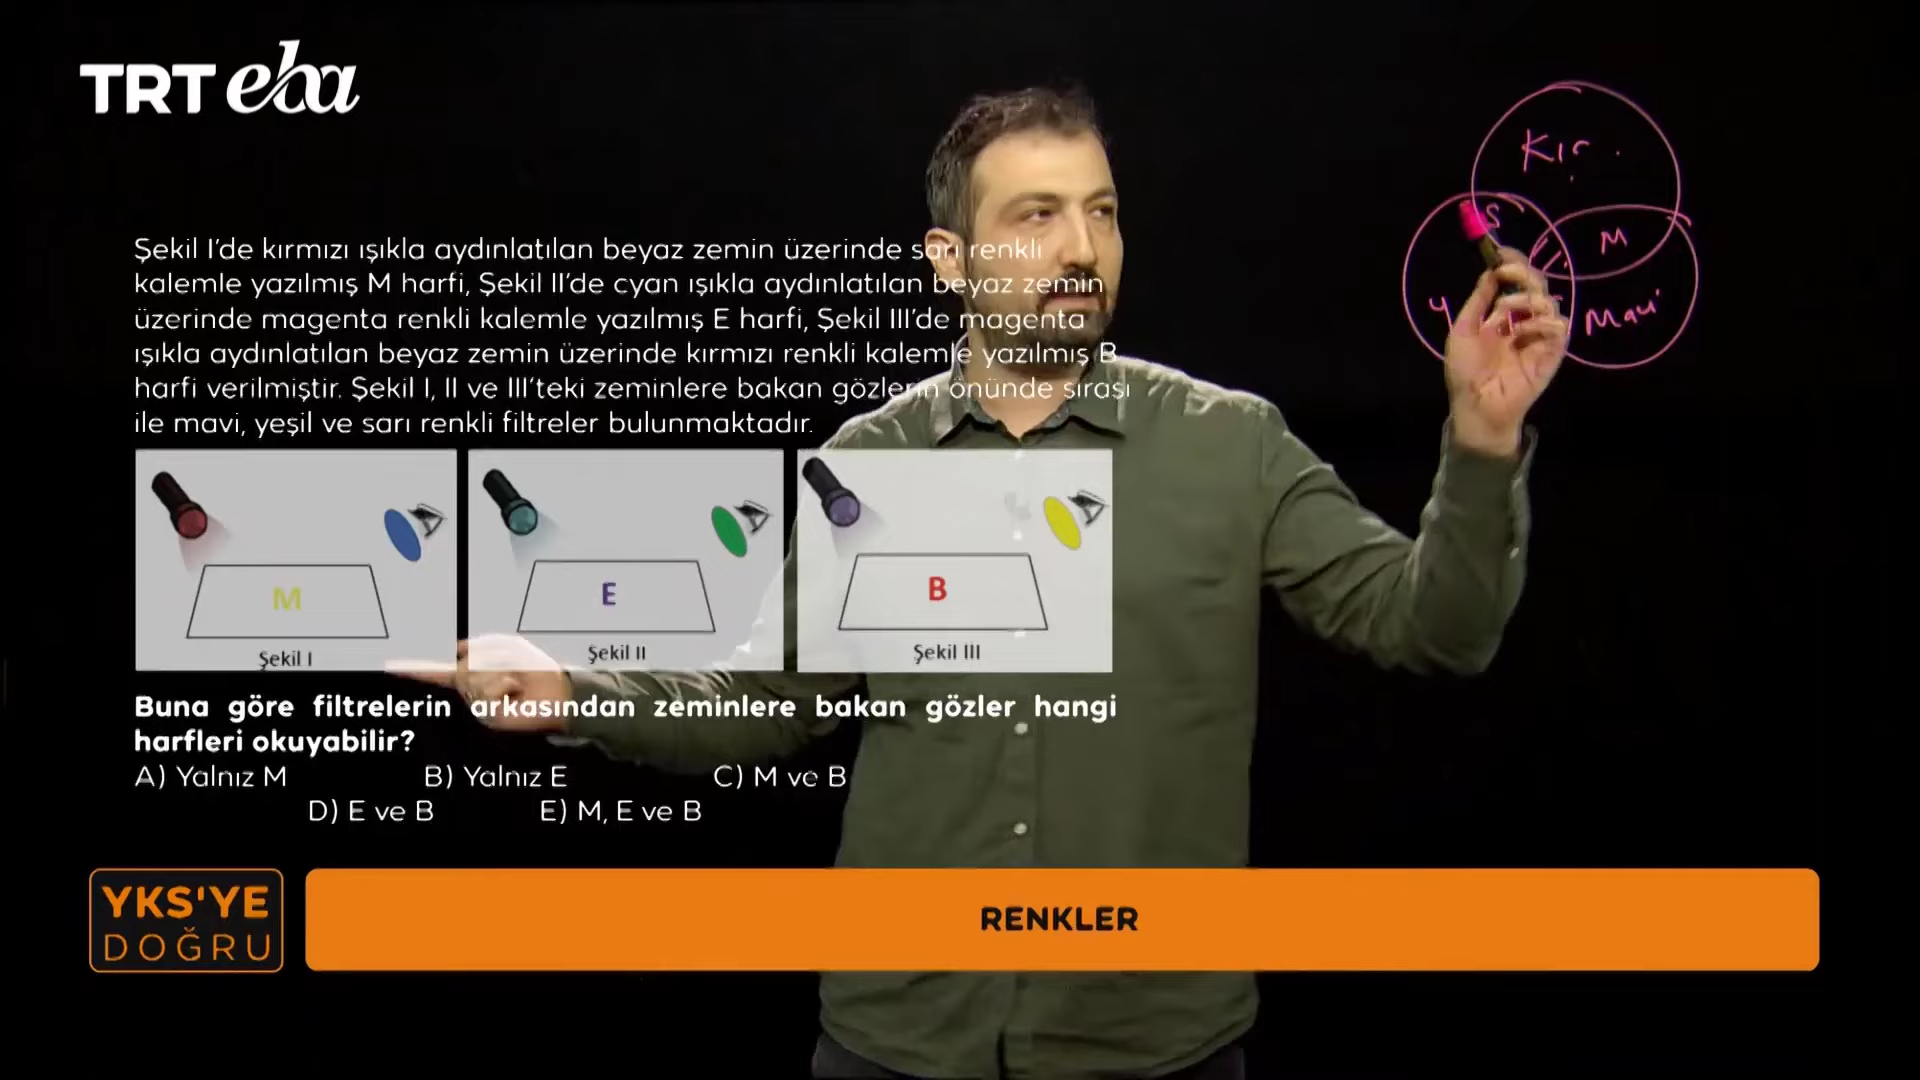 TRT eba
Kır.
S
M
Y
Mavi
Şekil I'de kırmızı ışıkla aydınlatılan beyaz zemin üzerinde sarı renkli
kalemle yazılmış M harfi, Şekil II'de cyan ışıkla aydınlatılan beyaz zemin
üzerinde magenta renkli kalemle yazılmış E harfi, Şekil III'de magenta
ışıkla aydınlatılan beyaz zemin üzerinde kırmızı renkli kalemle yazılmış B
harfi verilmiştir. Şekil I, II ve III'teki zeminlere bakan gözlerin önünde sırası
ile mavi, yeşil ve sarı renkli filtreler bulunmaktadır.
M
E
B
Şekil I
Şekil II
Şekil III
Buna göre filtrelerin arkasından zeminlere bakan gözler hangi
harfleri okuyabilir?
A) Yalnız M B) Yalnız E C) M ve B
D) E ve B E) M, E ve B
YKS'YE
DOĞRU
RENKLER